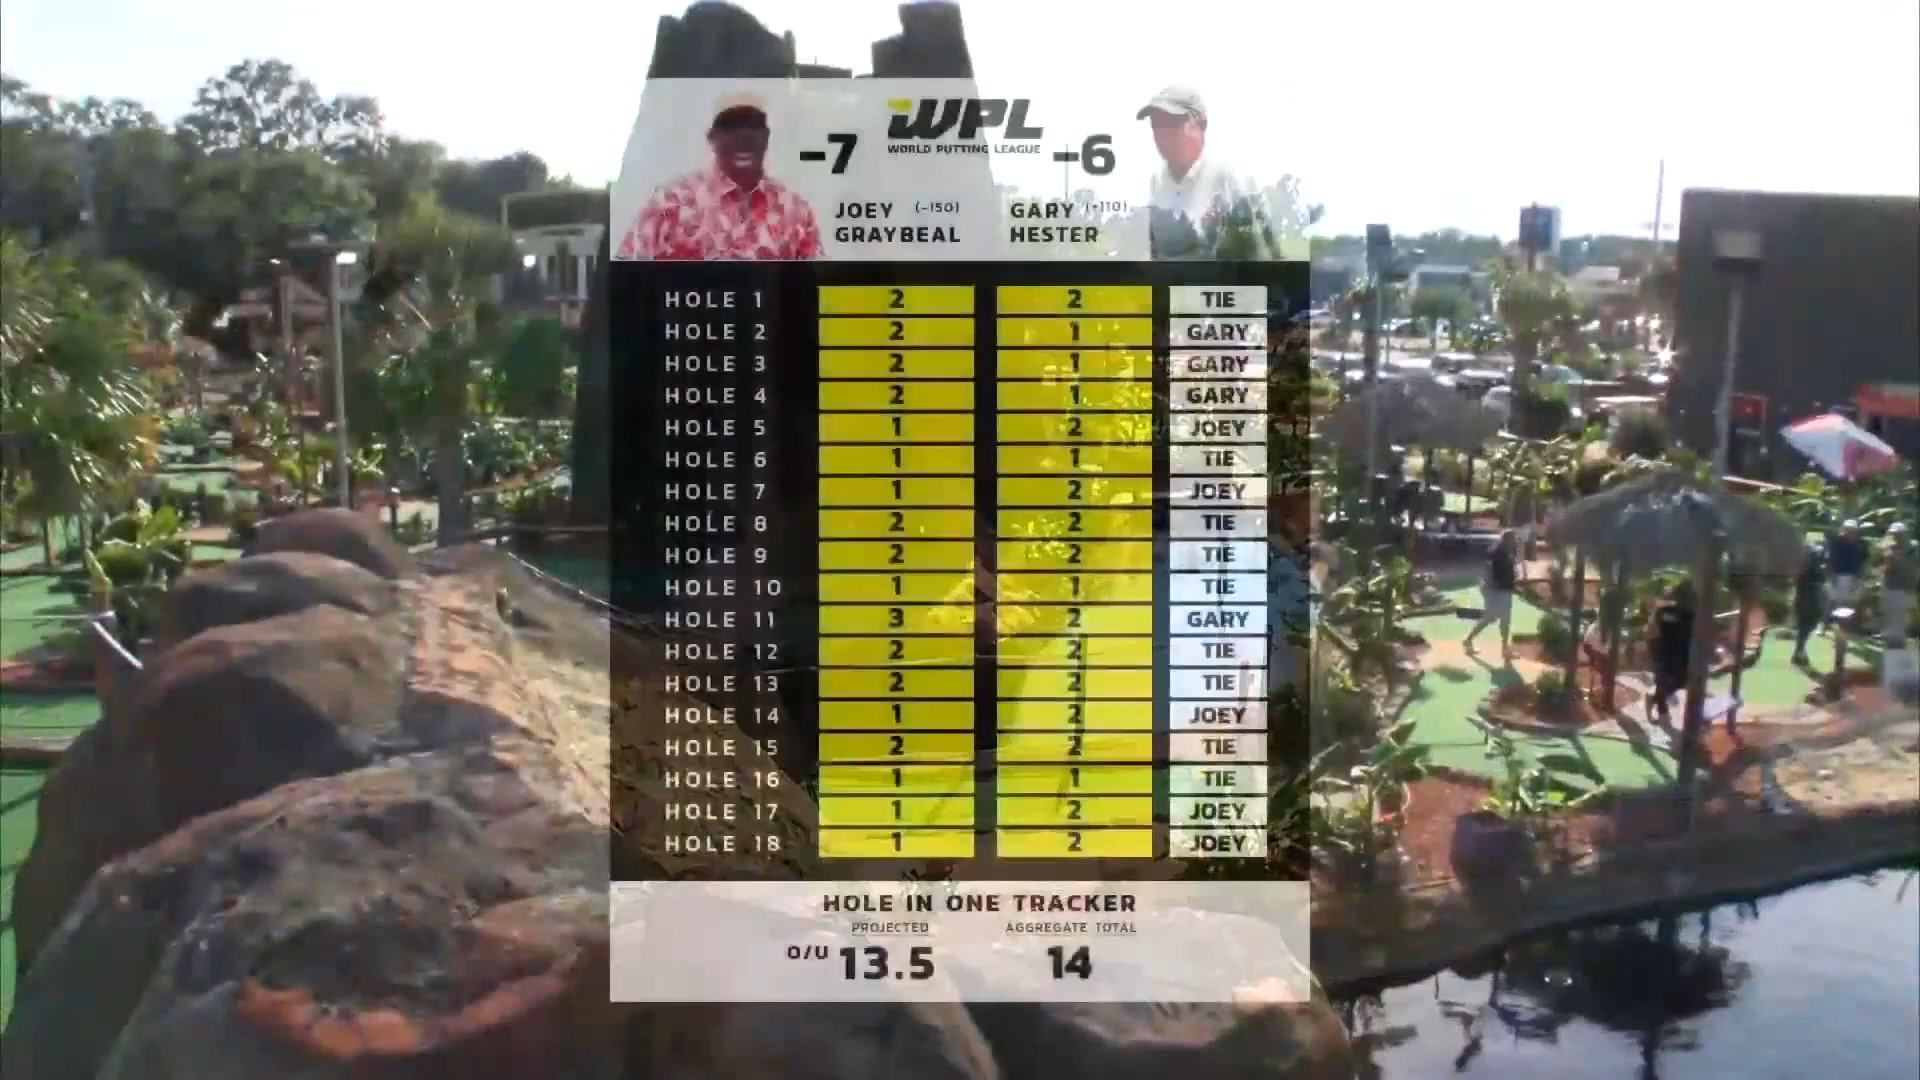 WPL
WORLD PUTTING LEAGUE
-7
-6
JOEY (-150)
GRAYBEAL
GARY (+110)
HESTER
HOLE 1 2 2 TIE
HOLE 2 2 1 GARY
HOLE 3 2 1 GARY
HOLE 4 2 1 GARY
HOLE 5 1 2 JOEY
HOLE 6 1 1 TIE
HOLE 7 1 2 JOEY
HOLE 8 2 2 TIE
HOLE 9 2 2 TIE
HOLE 10 1 1 TIE
HOLE 11 3 2 GARY
HOLE 12 2 2 TIE
HOLE 13 2 2 TIE
HOLE 14 1 2 JOEY
HOLE 15 2 2 TIE
HOLE 16 1 1 TIE
HOLE 17 1 2 JOEY
HOLE 18 1 2 JOEY
HOLE IN ONE TRACKER
PROJECTED AGGREGATE TOTAL
O/U 13.5 14